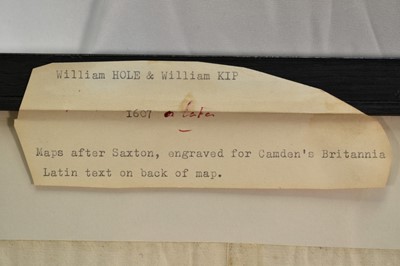 William HOLE & William KIP
1607 or later
Maps after Saxton, engraved for Camden's Britannia
Latin text on back of map.